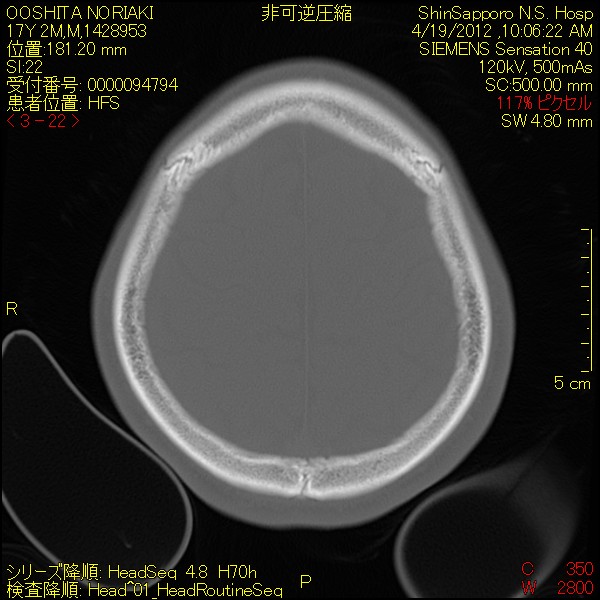 OOSHITA NORIAKI
17Y 2M,M,1428953
位置:181.20 mm
SI:22
受付番号: 0000094794
患者位置: HFS
<3-22>
非可逆圧縮
ShinSapporo N.S. Hosp
4/19/2012 ,10:06:22 AM
SIEMENS Sensation 40
120kV, 500mAs
SC:500.00 mm
117% ピクセル
SW 4.80 mm
R
5 cm
シリーズ降順: HeadSeq 4.8 H70h
検査降順: Head^01_HeadRoutineSeq
P
C 350
W 2800